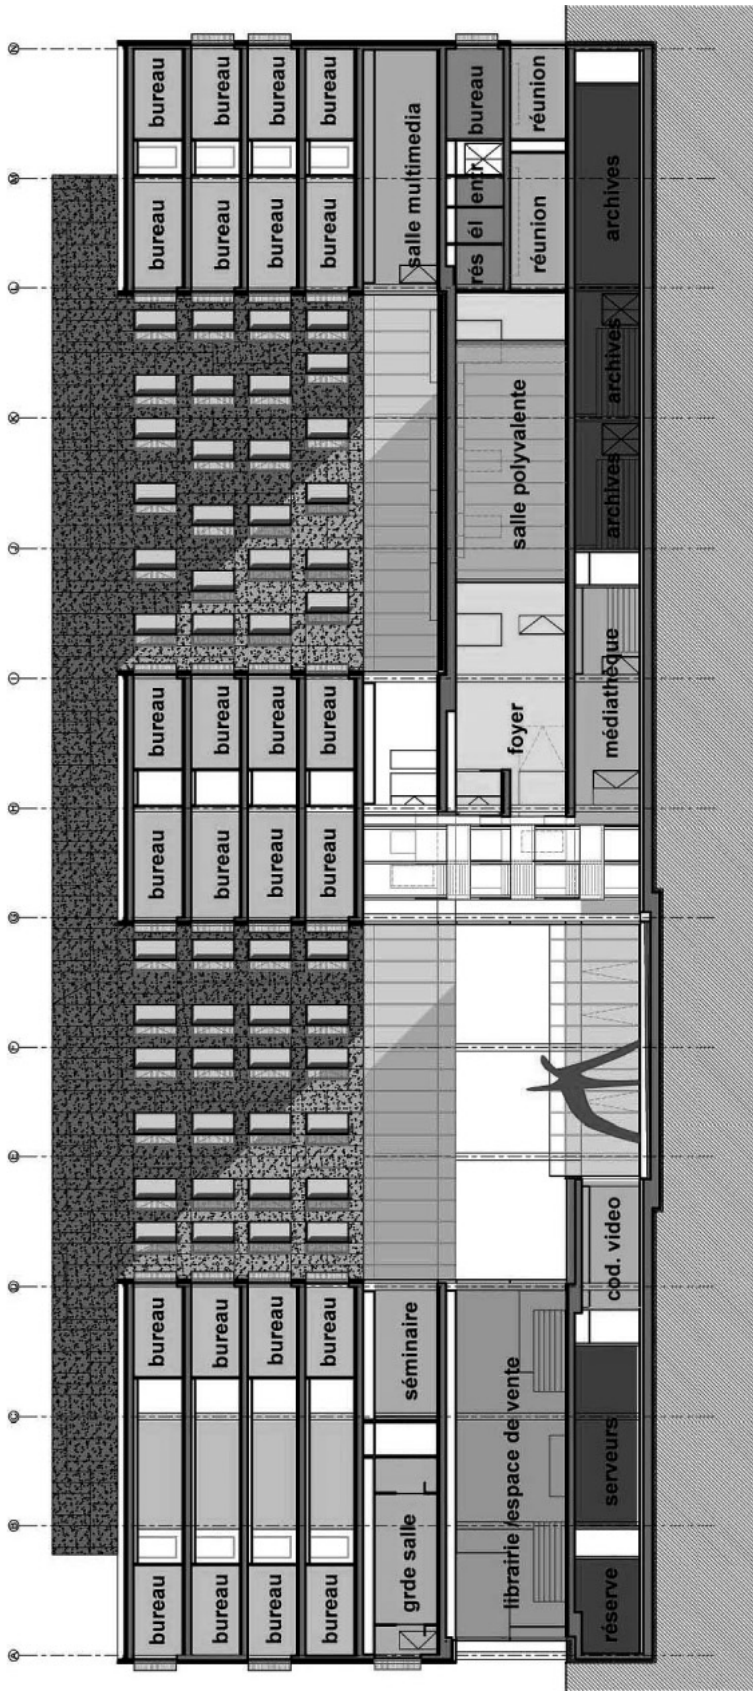 A B C D E F G H I J K L M N
bureau bureau bureau bureau bureau bureau
bureau bureau bureau bureau bureau bureau
bureau bureau bureau bureau bureau bureau
bureau bureau bureau bureau bureau bureau
grde salle séminaire salle multimedia
rés él entr bureau
librairie /espace de vente foyer salle polyvalente réunion réunion
réserve serveurs cod. video médiathèque archives archives archives